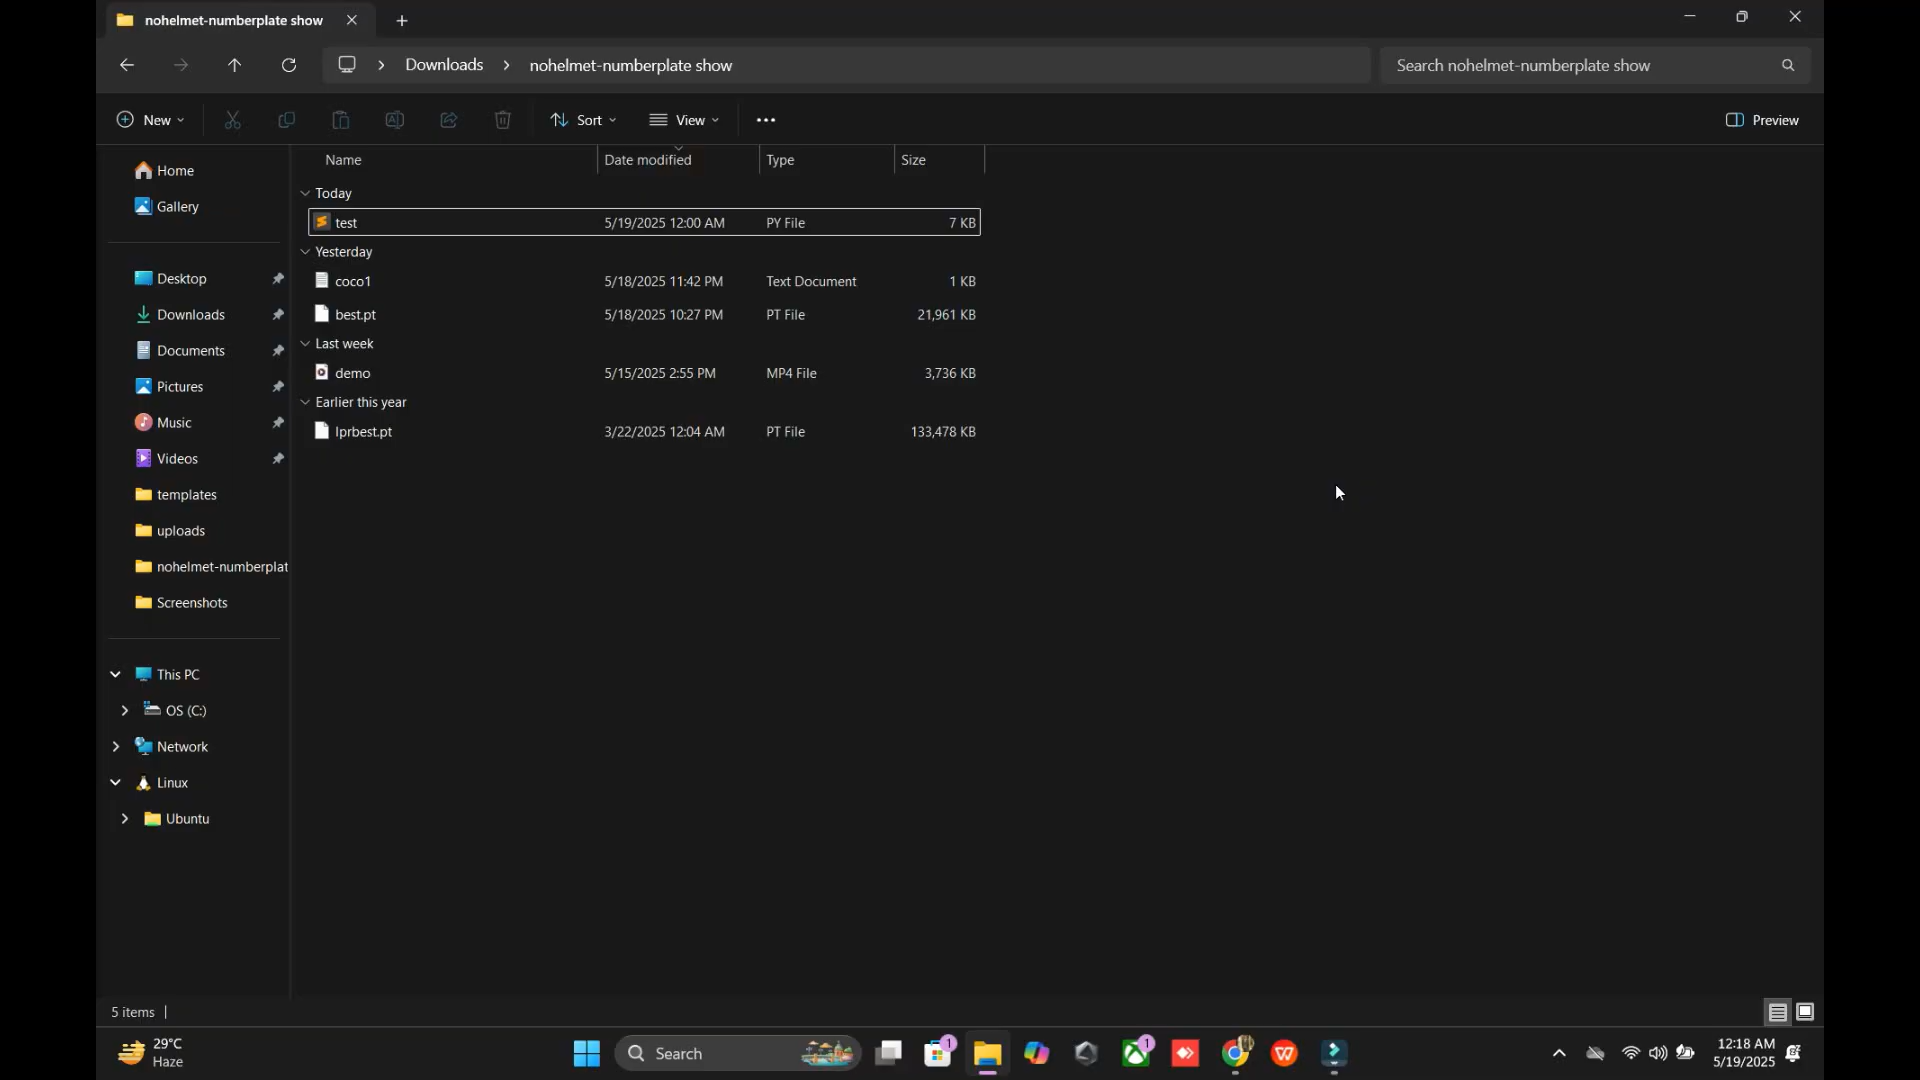 nohelmet-numberplate show
Downloads
nohelmet-numberplate show
Search nohelmet-numberplate show
New
Sort
View
Preview
Name
Date modified
Type
Size
Home
Gallery
Desktop
Downloads
Documents
Pictures
Music
Videos
templates
uploads
nohelmet-numberplat
Screenshots
This PC
OS (C:)
Network
Linux
Ubuntu
Today
test 5/19/2025 12:00 AM PY File 7 KB
Yesterday
coco1 5/18/2025 11:42 PM Text Document 1 KB
best.pt 5/18/2025 10:27 PM PT File 21,961 KB
Last week
demo 5/15/2025 2:55 PM MP4 File 3,736 KB
Earlier this year
lprbest.pt 3/22/2025 12:04 AM PT File 133,478 KB
5 items
29°C
Haze
Search
1
1
12:18 AM
5/19/2025